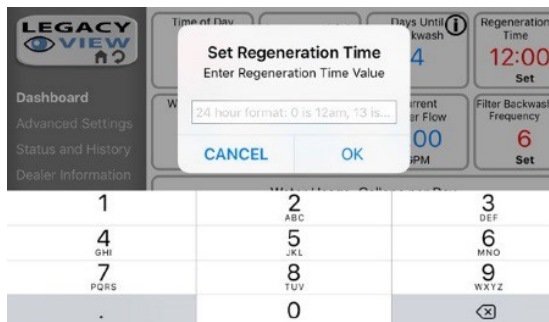 LEGACY
VIEW
Dashboard
Advanced Settings
Status and History
Dealer Information
Time of Day
Days Until
4
Regeneration
Time
12:00
Set
Set Regeneration Time
Enter Regeneration Time Value
24 hour format: 0 is 12am, 13 is...
CANCEL
OK
Flow
00
Filter Backwash
Frequency
6
Set
1
2
ABC
3
DEF
4
GHI
5
JKL
6
MNO
7
PQRS
8
TUV
9
WXYZ
.
0